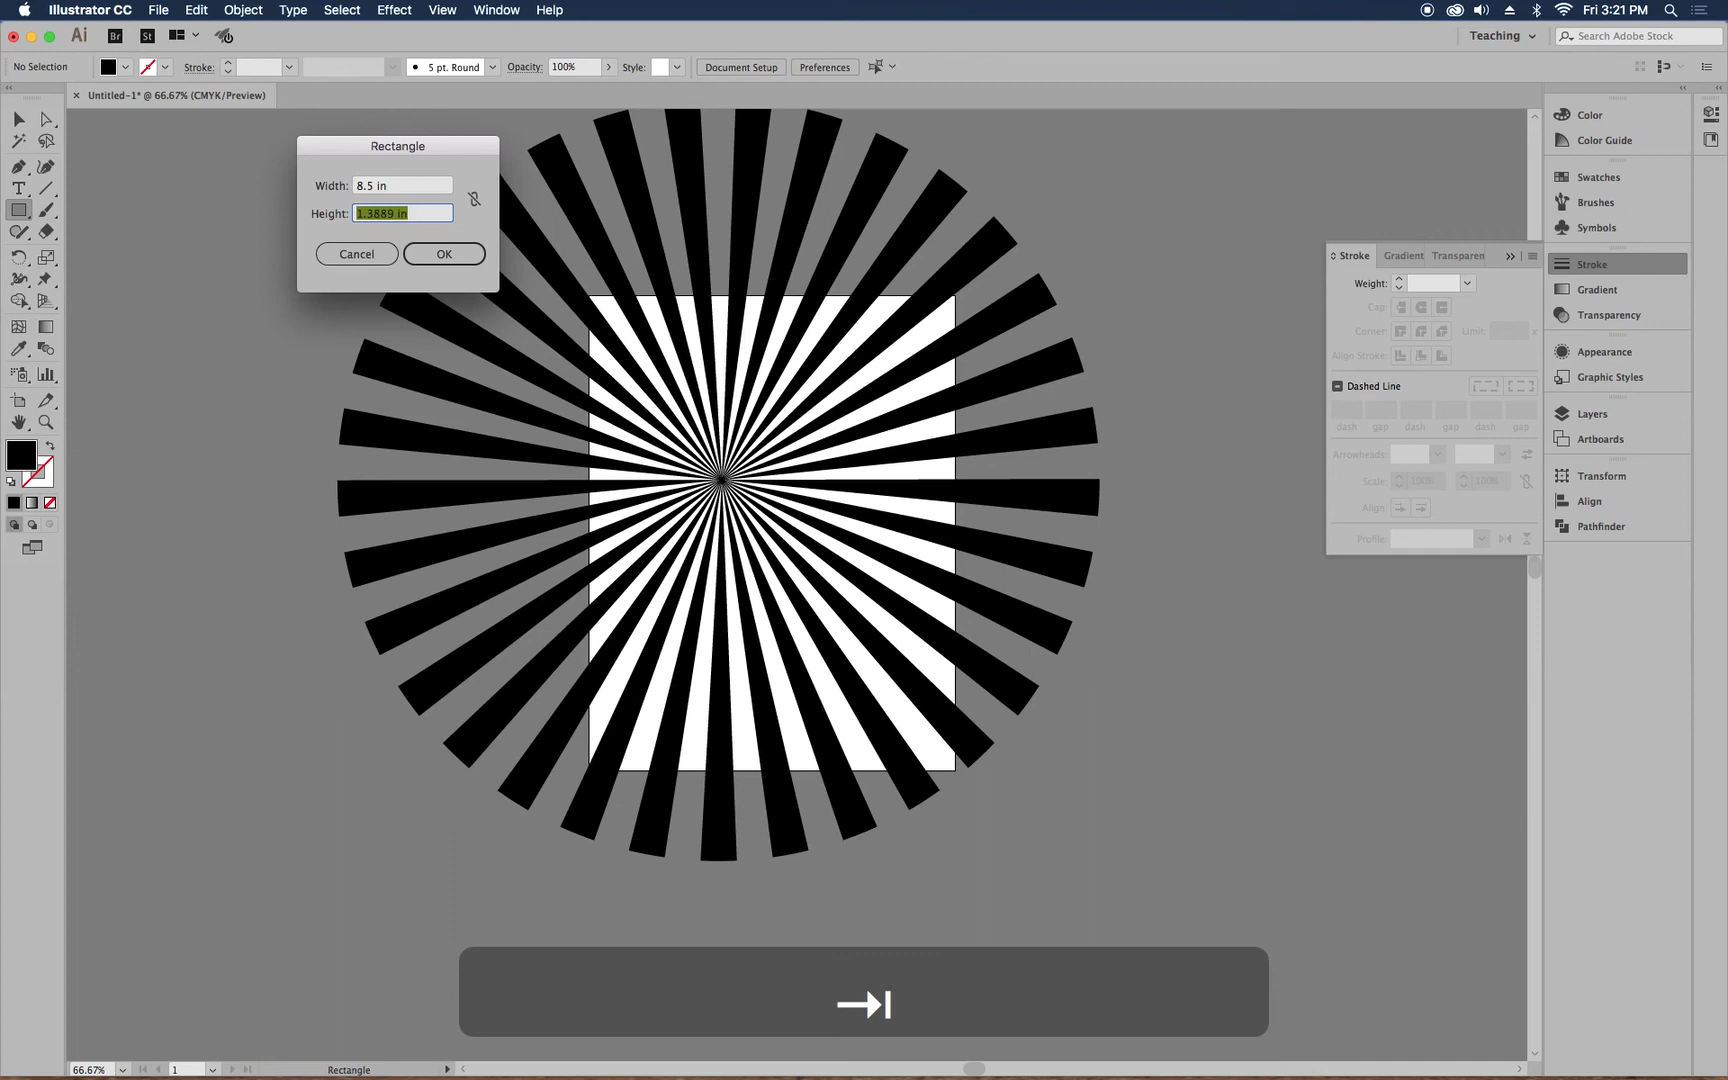 Illustrator CC File Edit Object Type Select Effect View Window Help
Fri 3:21 PM
Ai Br St
Teaching
Search Adobe Stock
No Selection
Stroke:
5 pt. Round
Opacity: 100%
Style:
Document Setup
Preferences
× Untitled-1* @ 66.67% (CMYK/Preview)
Rectangle
Width: 8.5 in
Height: 1.3889 in
Cancel
OK
Stroke Gradient Transparen
Weight:
Cap:
Corner:
Limit: x
Align Stroke:
Dashed Line
dash gap dash gap dash gap
Arrowheads:
Scale: 100% 100%
Align:
Profile:
Color
Color Guide
Swatches
Brushes
Symbols
Stroke
Gradient
Transparency
Appearance
Graphic Styles
Layers
Artboards
Transform
Align
Pathfinder
66.67%
1
Rectangle